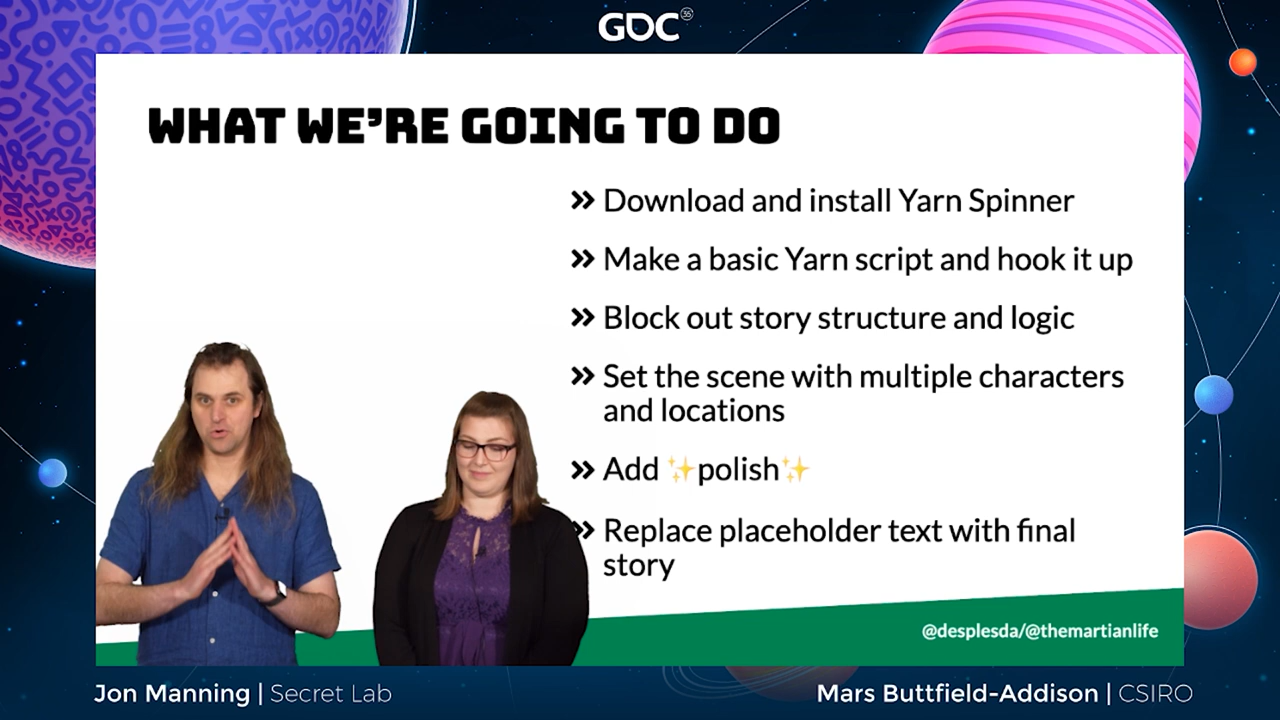 GDC 35
WHAT WE'RE GOING TO DO
» Download and install Yarn Spinner
» Make a basic Yarn script and hook it up
» Block out story structure and logic
» Set the scene with multiple characters
and locations
» Add ✨polish✨
» Replace placeholder text with final
story
@desplesda/@themartianlife
Jon Manning | Secret Lab
Mars Buttfield-Addison | CSIRO